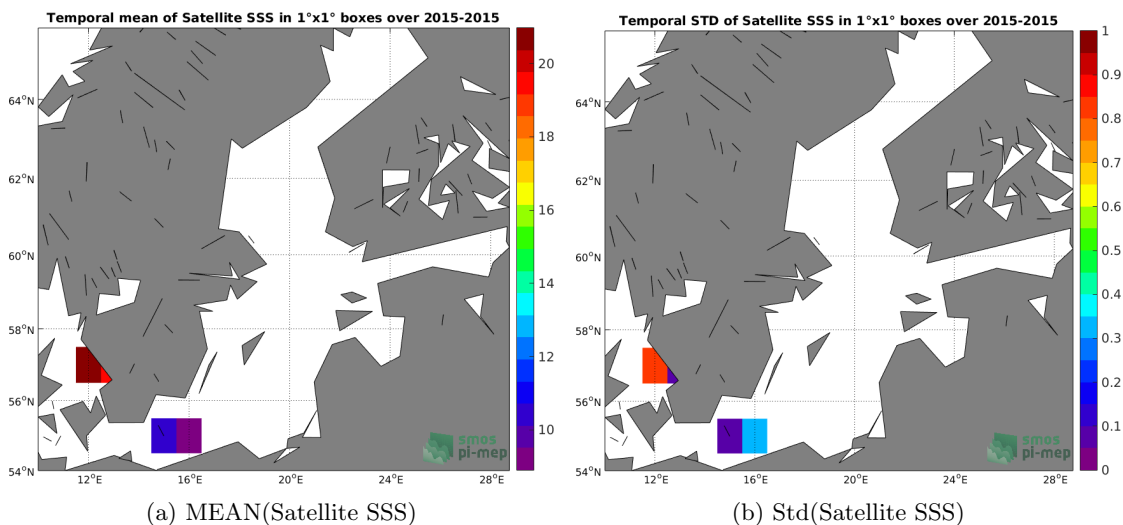 Temporal mean of Satellite SSS in 1°x1° boxes over 2015-2015
64°N
62°N
60°N
58°N
56°N
54°N
12°E
16°E
20°E
24°E
28°E
20
18
16
14
12
10
smos
pi-mep
(a) MEAN(Satellite SSS)
Temporal STD of Satellite SSS in 1°x1° boxes over 2015-2015
64°N
62°N
60°N
58°N
56°N
54°N
12°E
16°E
20°E
24°E
28°E
1
0.9
0.8
0.7
0.6
0.5
0.4
0.3
0.2
0.1
0
smos
pi-mep
(b) Std(Satellite SSS)